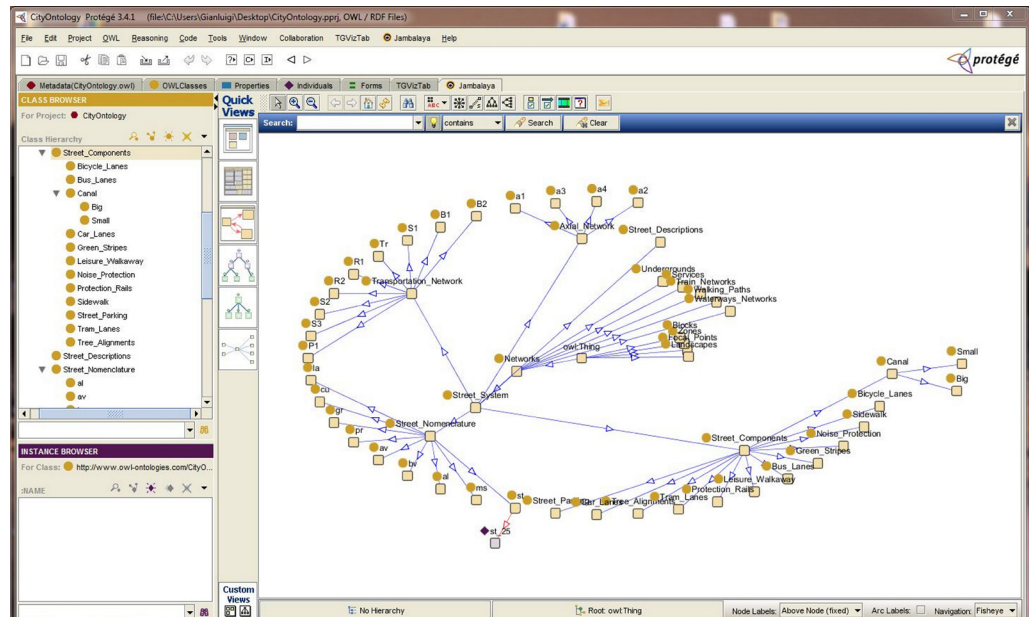 CityOntology Protégé 3.4.1 (file:\C:\Users\Gianluigi\Desktop\CityOntology.pprj, OWL / RDF Files)
File Edit Project OWL Reasoning Code Tools Window Collaboration TGVizTab Jambalaya Help
protégé
Metadata(CityOntology.owl) OWLClasses Properties Individuals Forms TGVizTab Jambalaya
CLASS BROWSER
For Project: CityOntology
Class Hierarchy
Street_Components
Bicycle_Lanes
Bus_Lanes
Canal
Big
Small
Car_Lanes
Green_Stripes
Leisure_Walkaway
Noise_Protection
Protection_Rails
Sidewalk
Street_Parking
Tram_Lanes
Tree_Alignments
Street_Descriptions
Street_Nomenclature
al
av
INSTANCE BROWSER
For Class: http://www.owl-ontologies.com/CityO...
:NAME
Quick
Views
Custom
Views
Search: contains Search Clear
a1
a3
a4
a2
Axial_Network
Street_Descriptions
B2
B1
S1
Tr
R1
R2
S2
S3
P1
Transportation_Network
Undergrounds
Services
Train_Networks
Walking_Paths
Waterways_Networks
Blocks
Zones
Focal_Points
Landscapes
owl:Thing
Networks
Street_System
Street_Nomenclature
la
cu
gr
pr
av
bv
al
ms
st
st_25
Canal
Small
Big
Bicycle_Lanes
Sidewalk
Noise_Protection
Green_Stripes
Street_Components
Bus_Lanes
Leisure_Walkaway
Protection_Rails
Tram_Lanes
Tree_Alignments
Car_Lanes
Street_Parking
No Hierarchy Root: owl:Thing Node Labels: Above Node (fixed) Arc Labels: Navigation: Fisheye